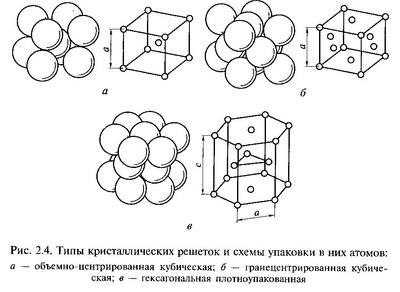 a
a
а
б
c
a
в
Рис. 2.4. Типы кристаллических решеток и схемы упаковки в них атомов:
а — объемно-центрированная кубическая; б — гранецентрированная кубиче-
ская; в — гексагональная плотноупакованная